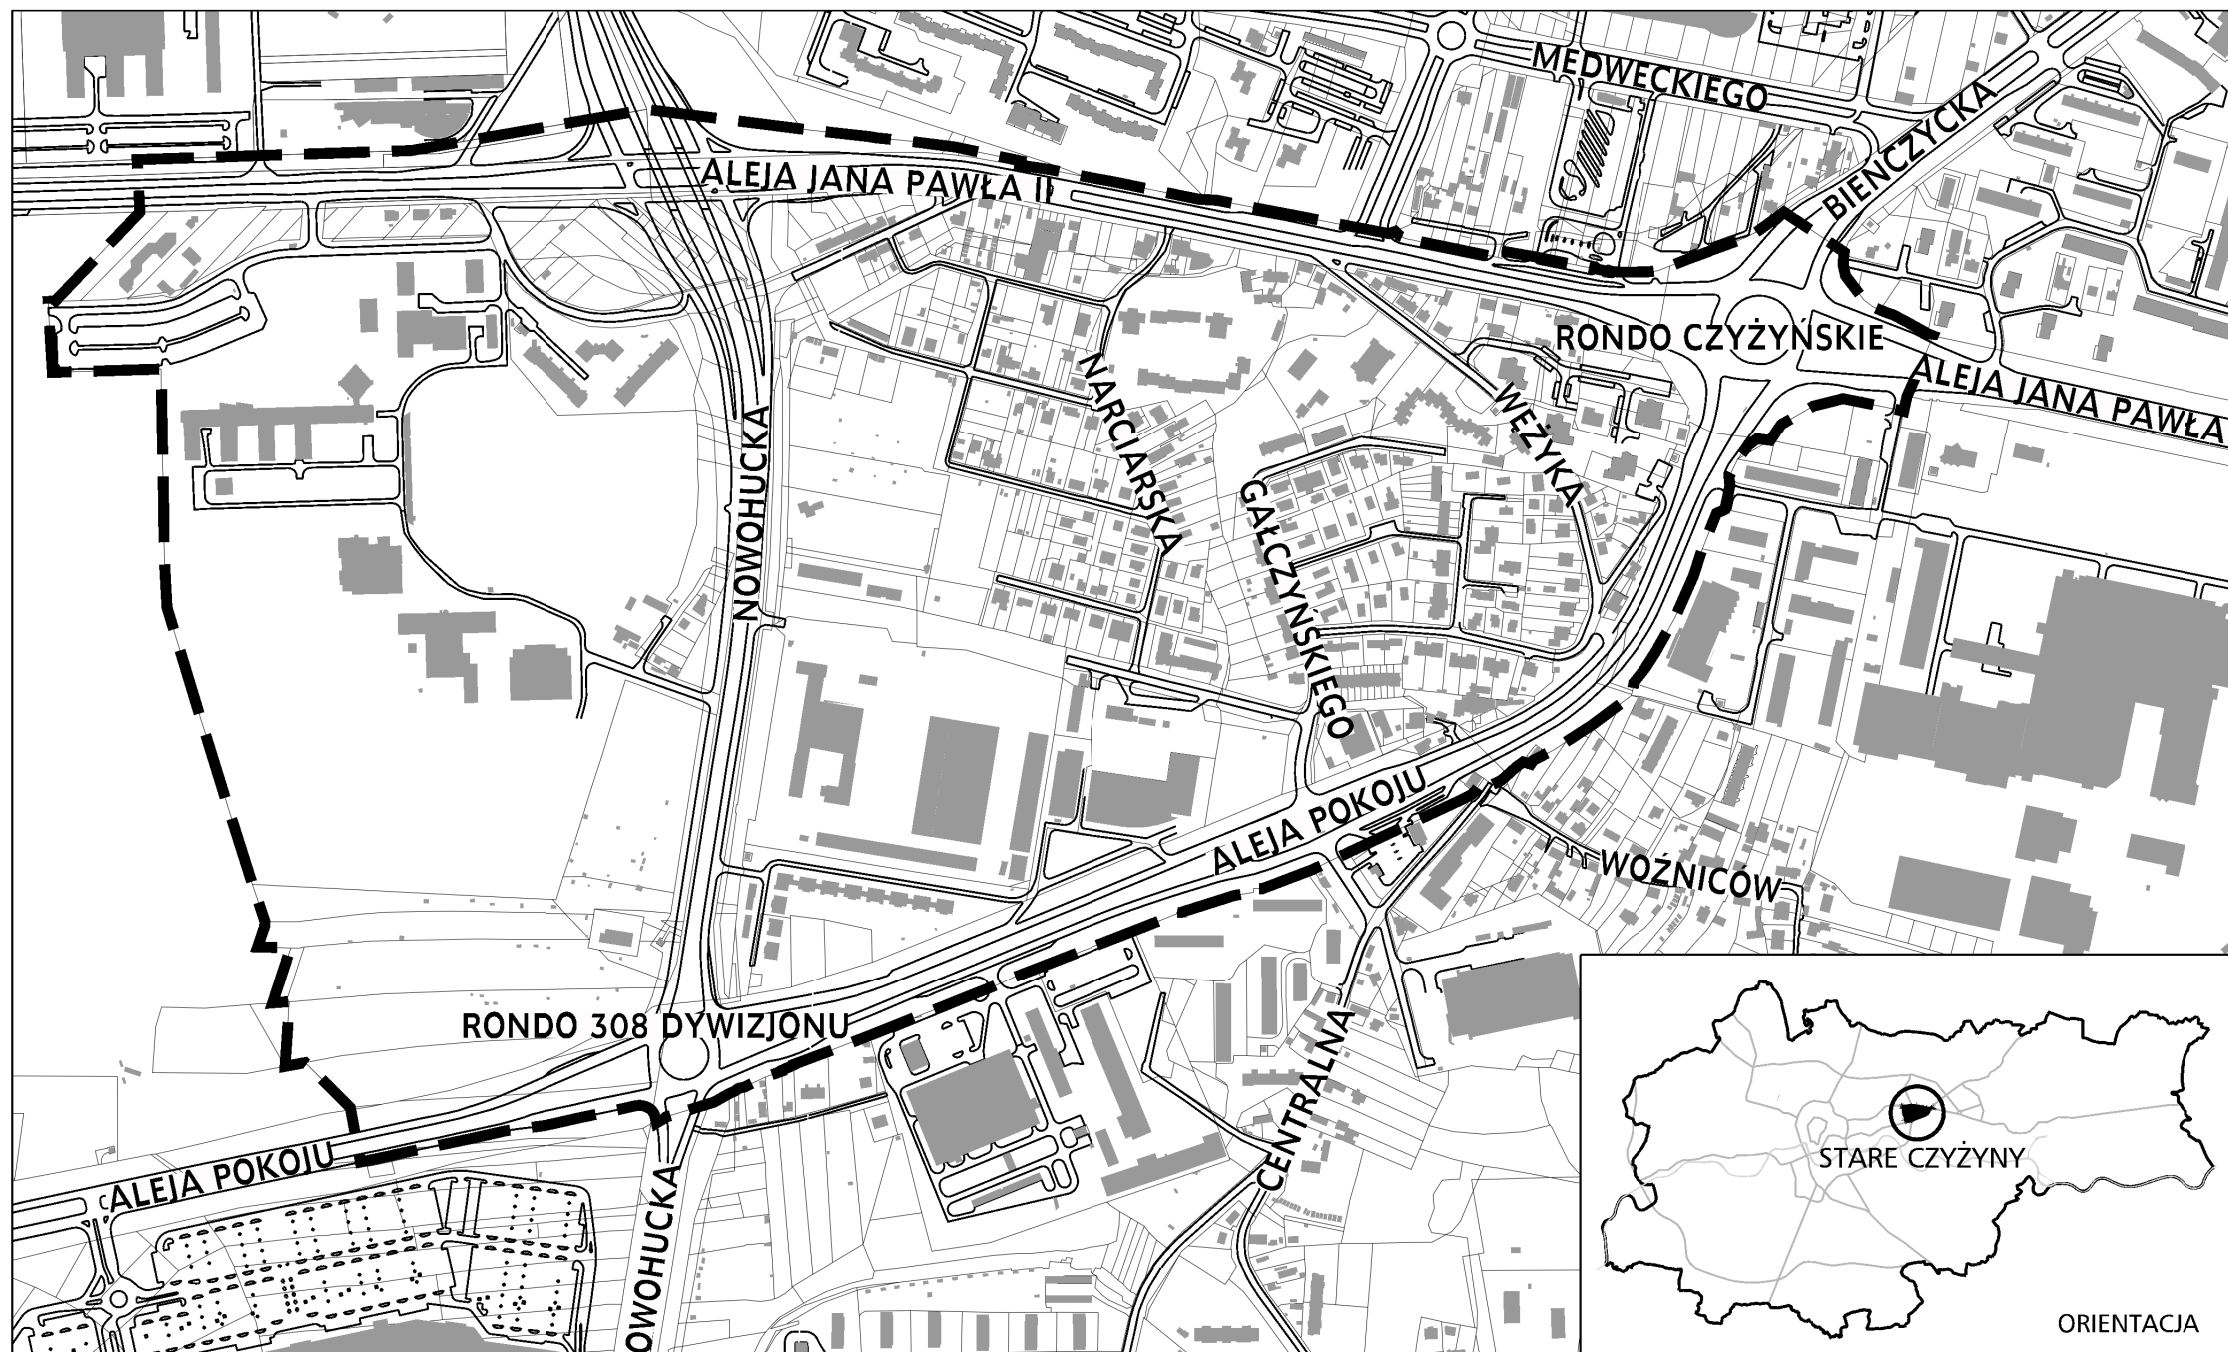 MEDWECKIEGO
BIEŃCZYCKA
ALEJA JANA PAWŁA II
RONDO CZYŻYŃSKIE
ALEJA JANA PAWŁA
NARCIARSKA
WĘŻYKA
NOWOHUCKA
GAŁCZYŃSKIEGO
ALEJA POKOJU
WOŹNICÓW
RONDO 308 DYWIZJONU
CENTRALNA
ALEJA POKOJU
OWOHUCKA
STARE CZYŻYNY
ORIENTACJA